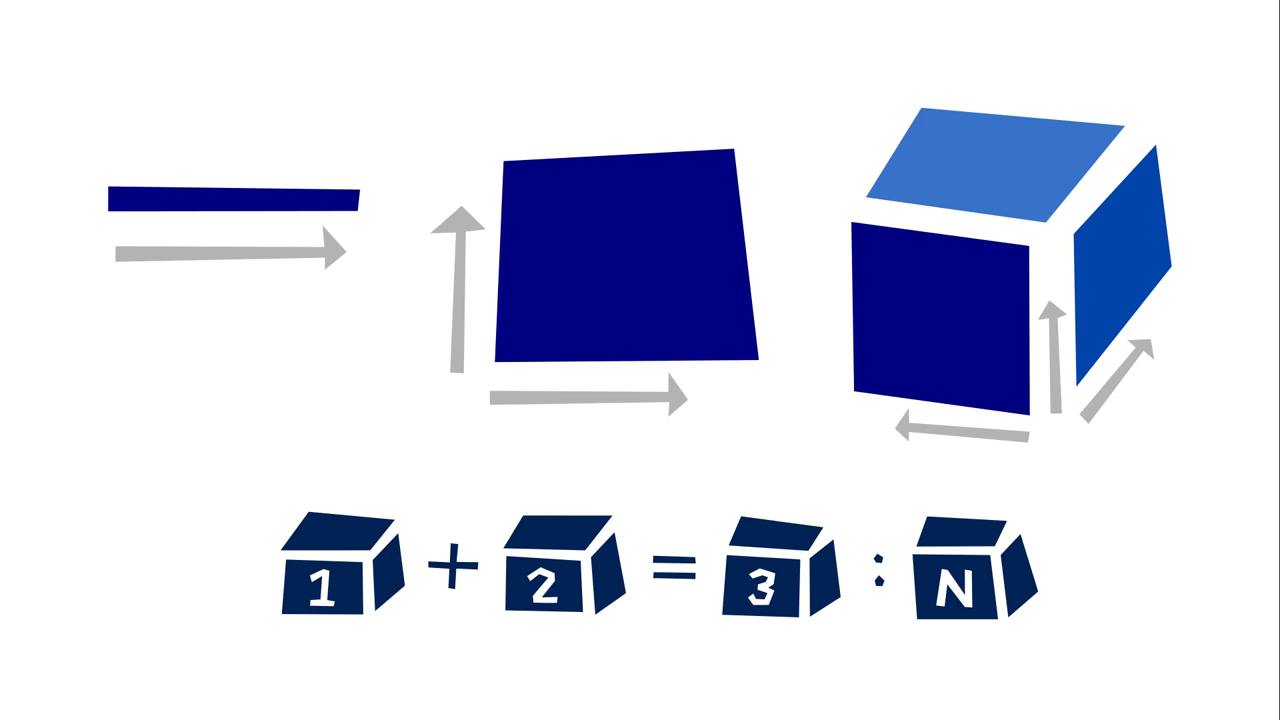 1 + 2 = 3 : N